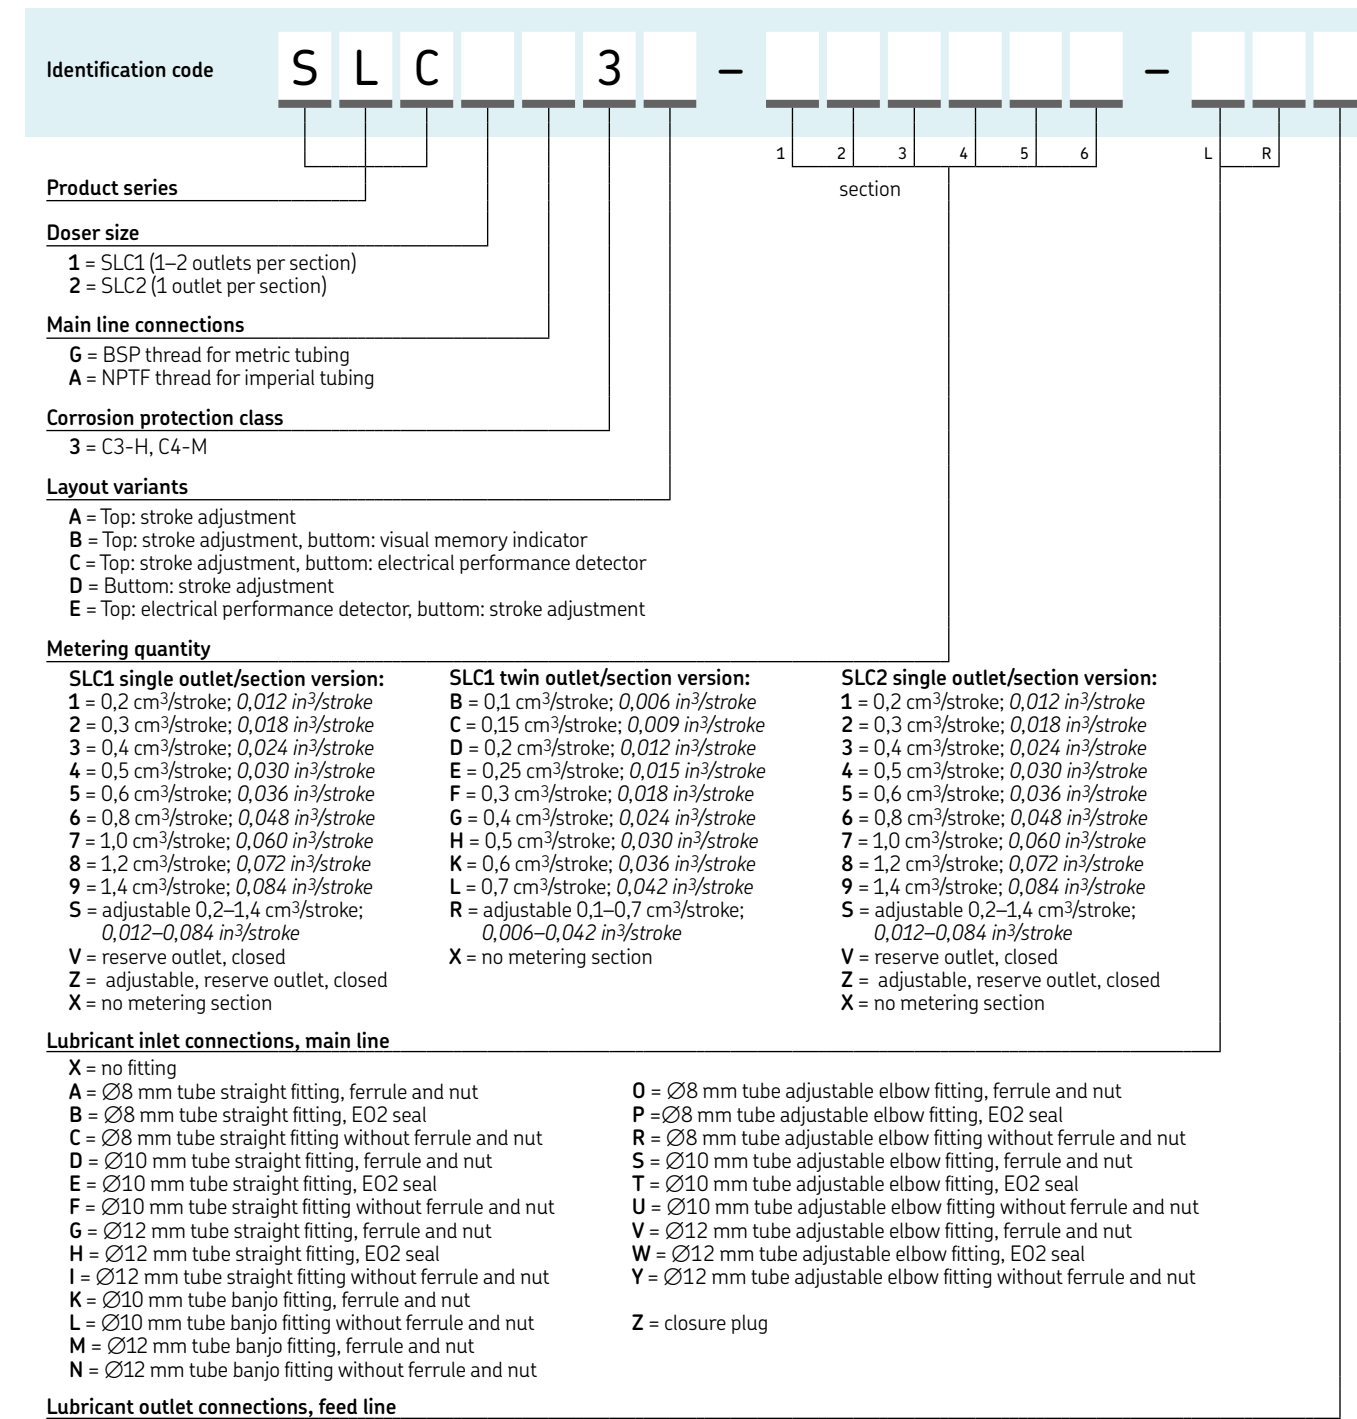 Identification code S L C 3 – –
1 2 3 4 5 6 L R
section
Product series
Doser size
1 = SLC1 (1–2 outlets per section)
2 = SLC2 (1 outlet per section)
Main line connections
G = BSP thread for metric tubing
A = NPTF thread for imperial tubing
Corrosion protection class
3 = C3-H, C4-M
Layout variants
A = Top: stroke adjustment
B = Top: stroke adjustment, buttom: visual memory indicator
C = Top: stroke adjustment, buttom: electrical performance detector
D = Buttom: stroke adjustment
E = Top: electrical performance detector, buttom: stroke adjustment
Metering quantity
SLC1 single outlet/section version:
1 = 0,2 cm³/stroke; 0,012 in³/stroke
2 = 0,3 cm³/stroke; 0,018 in³/stroke
3 = 0,4 cm³/stroke; 0,024 in³/stroke
4 = 0,5 cm³/stroke; 0,030 in³/stroke
5 = 0,6 cm³/stroke; 0,036 in³/stroke
6 = 0,8 cm³/stroke; 0,048 in³/stroke
7 = 1,0 cm³/stroke; 0,060 in³/stroke
8 = 1,2 cm³/stroke; 0,072 in³/stroke
9 = 1,4 cm³/stroke; 0,084 in³/stroke
S = adjustable 0,2–1,4 cm³/stroke;
0,012–0,084 in³/stroke
V = reserve outlet, closed
Z = adjustable, reserve outlet, closed
X = no metering section
SLC1 twin outlet/section version:
B = 0,1 cm³/stroke; 0,006 in³/stroke
C = 0,15 cm³/stroke; 0,009 in³/stroke
D = 0,2 cm³/stroke; 0,012 in³/stroke
E = 0,25 cm³/stroke; 0,015 in³/stroke
F = 0,3 cm³/stroke; 0,018 in³/stroke
G = 0,4 cm³/stroke; 0,024 in³/stroke
H = 0,5 cm³/stroke; 0,030 in³/stroke
K = 0,6 cm³/stroke; 0,036 in³/stroke
L = 0,7 cm³/stroke; 0,042 in³/stroke
R = adjustable 0,1–0,7 cm³/stroke;
0,006–0,042 in³/stroke
X = no metering section
SLC2 single outlet/section version:
1 = 0,2 cm³/stroke; 0,012 in³/stroke
2 = 0,3 cm³/stroke; 0,018 in³/stroke
3 = 0,4 cm³/stroke; 0,024 in³/stroke
4 = 0,5 cm³/stroke; 0,030 in³/stroke
5 = 0,6 cm³/stroke; 0,036 in³/stroke
6 = 0,8 cm³/stroke; 0,048 in³/stroke
7 = 1,0 cm³/stroke; 0,060 in³/stroke
8 = 1,2 cm³/stroke; 0,072 in³/stroke
9 = 1,4 cm³/stroke; 0,084 in³/stroke
S = adjustable 0,2–1,4 cm³/stroke;
0,012–0,084 in³/stroke
V = reserve outlet, closed
Z = adjustable, reserve outlet, closed
X = no metering section
Lubricant inlet connections, main line
X = no fitting
A = Ø8 mm tube straight fitting, ferrule and nut
B = Ø8 mm tube straight fitting, EO2 seal
C = Ø8 mm tube straight fitting without ferrule and nut
D = Ø10 mm tube straight fitting, ferrule and nut
E = Ø10 mm tube straight fitting, EO2 seal
F = Ø10 mm tube straight fitting without ferrule and nut
G = Ø12 mm tube straight fitting, ferrule and nut
H = Ø12 mm tube straight fitting, EO2 seal
I = Ø12 mm tube straight fitting without ferrule and nut
K = Ø10 mm tube banjo fitting, ferrule and nut
L = Ø10 mm tube banjo fitting without ferrule and nut
M = Ø12 mm tube banjo fitting, ferrule and nut
N = Ø12 mm tube banjo fitting without ferrule and nut
O = Ø8 mm tube adjustable elbow fitting, ferrule and nut
P =Ø8 mm tube adjustable elbow fitting, EO2 seal
R = Ø8 mm tube adjustable elbow fitting without ferrule and nut
S = Ø10 mm tube adjustable elbow fitting, ferrule and nut
T = Ø10 mm tube adjustable elbow fitting, EO2 seal
U = Ø10 mm tube adjustable elbow fitting without ferrule and nut
V = Ø12 mm tube adjustable elbow fitting, ferrule and nut
W = Ø12 mm tube adjustable elbow fitting, EO2 seal
Y = Ø12 mm tube adjustable elbow fitting without ferrule and nut
Z = closure plug
Lubricant outlet connections, feed line